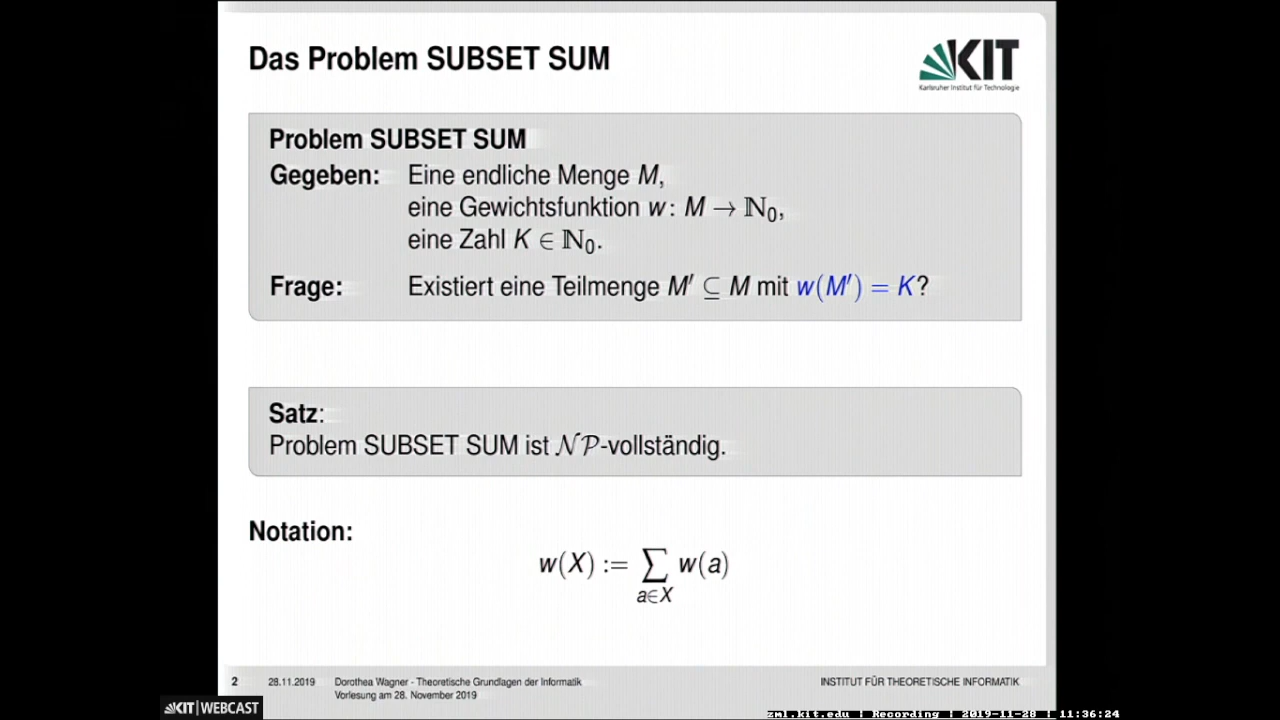 Das Problem SUBSET SUM
KIT
Karlsruher Institut für Technologie
Problem SUBSET SUM
Gegeben: Eine endliche Menge M,
eine Gewichtsfunktion w : M → ℕ₀,
eine Zahl K ∈ ℕ₀.
Frage: Existiert eine Teilmenge M′ ⊆ M mit w(M′) = K?
Satz:
Problem SUBSET SUM ist 𝒩𝒫-vollständig.
Notation:
w(X) := ∑ w(a)
a∈X
2 28.11.2019 Dorothea Wagner - Theoretische Grundlagen der Informatik INSTITUT FÜR THEORETISCHE INFORMATIK
Vorlesung am 28. November 2019
KIT | WEBCAST
zml.kit.edu | Recording | 2019-11-28 | 11:36:24